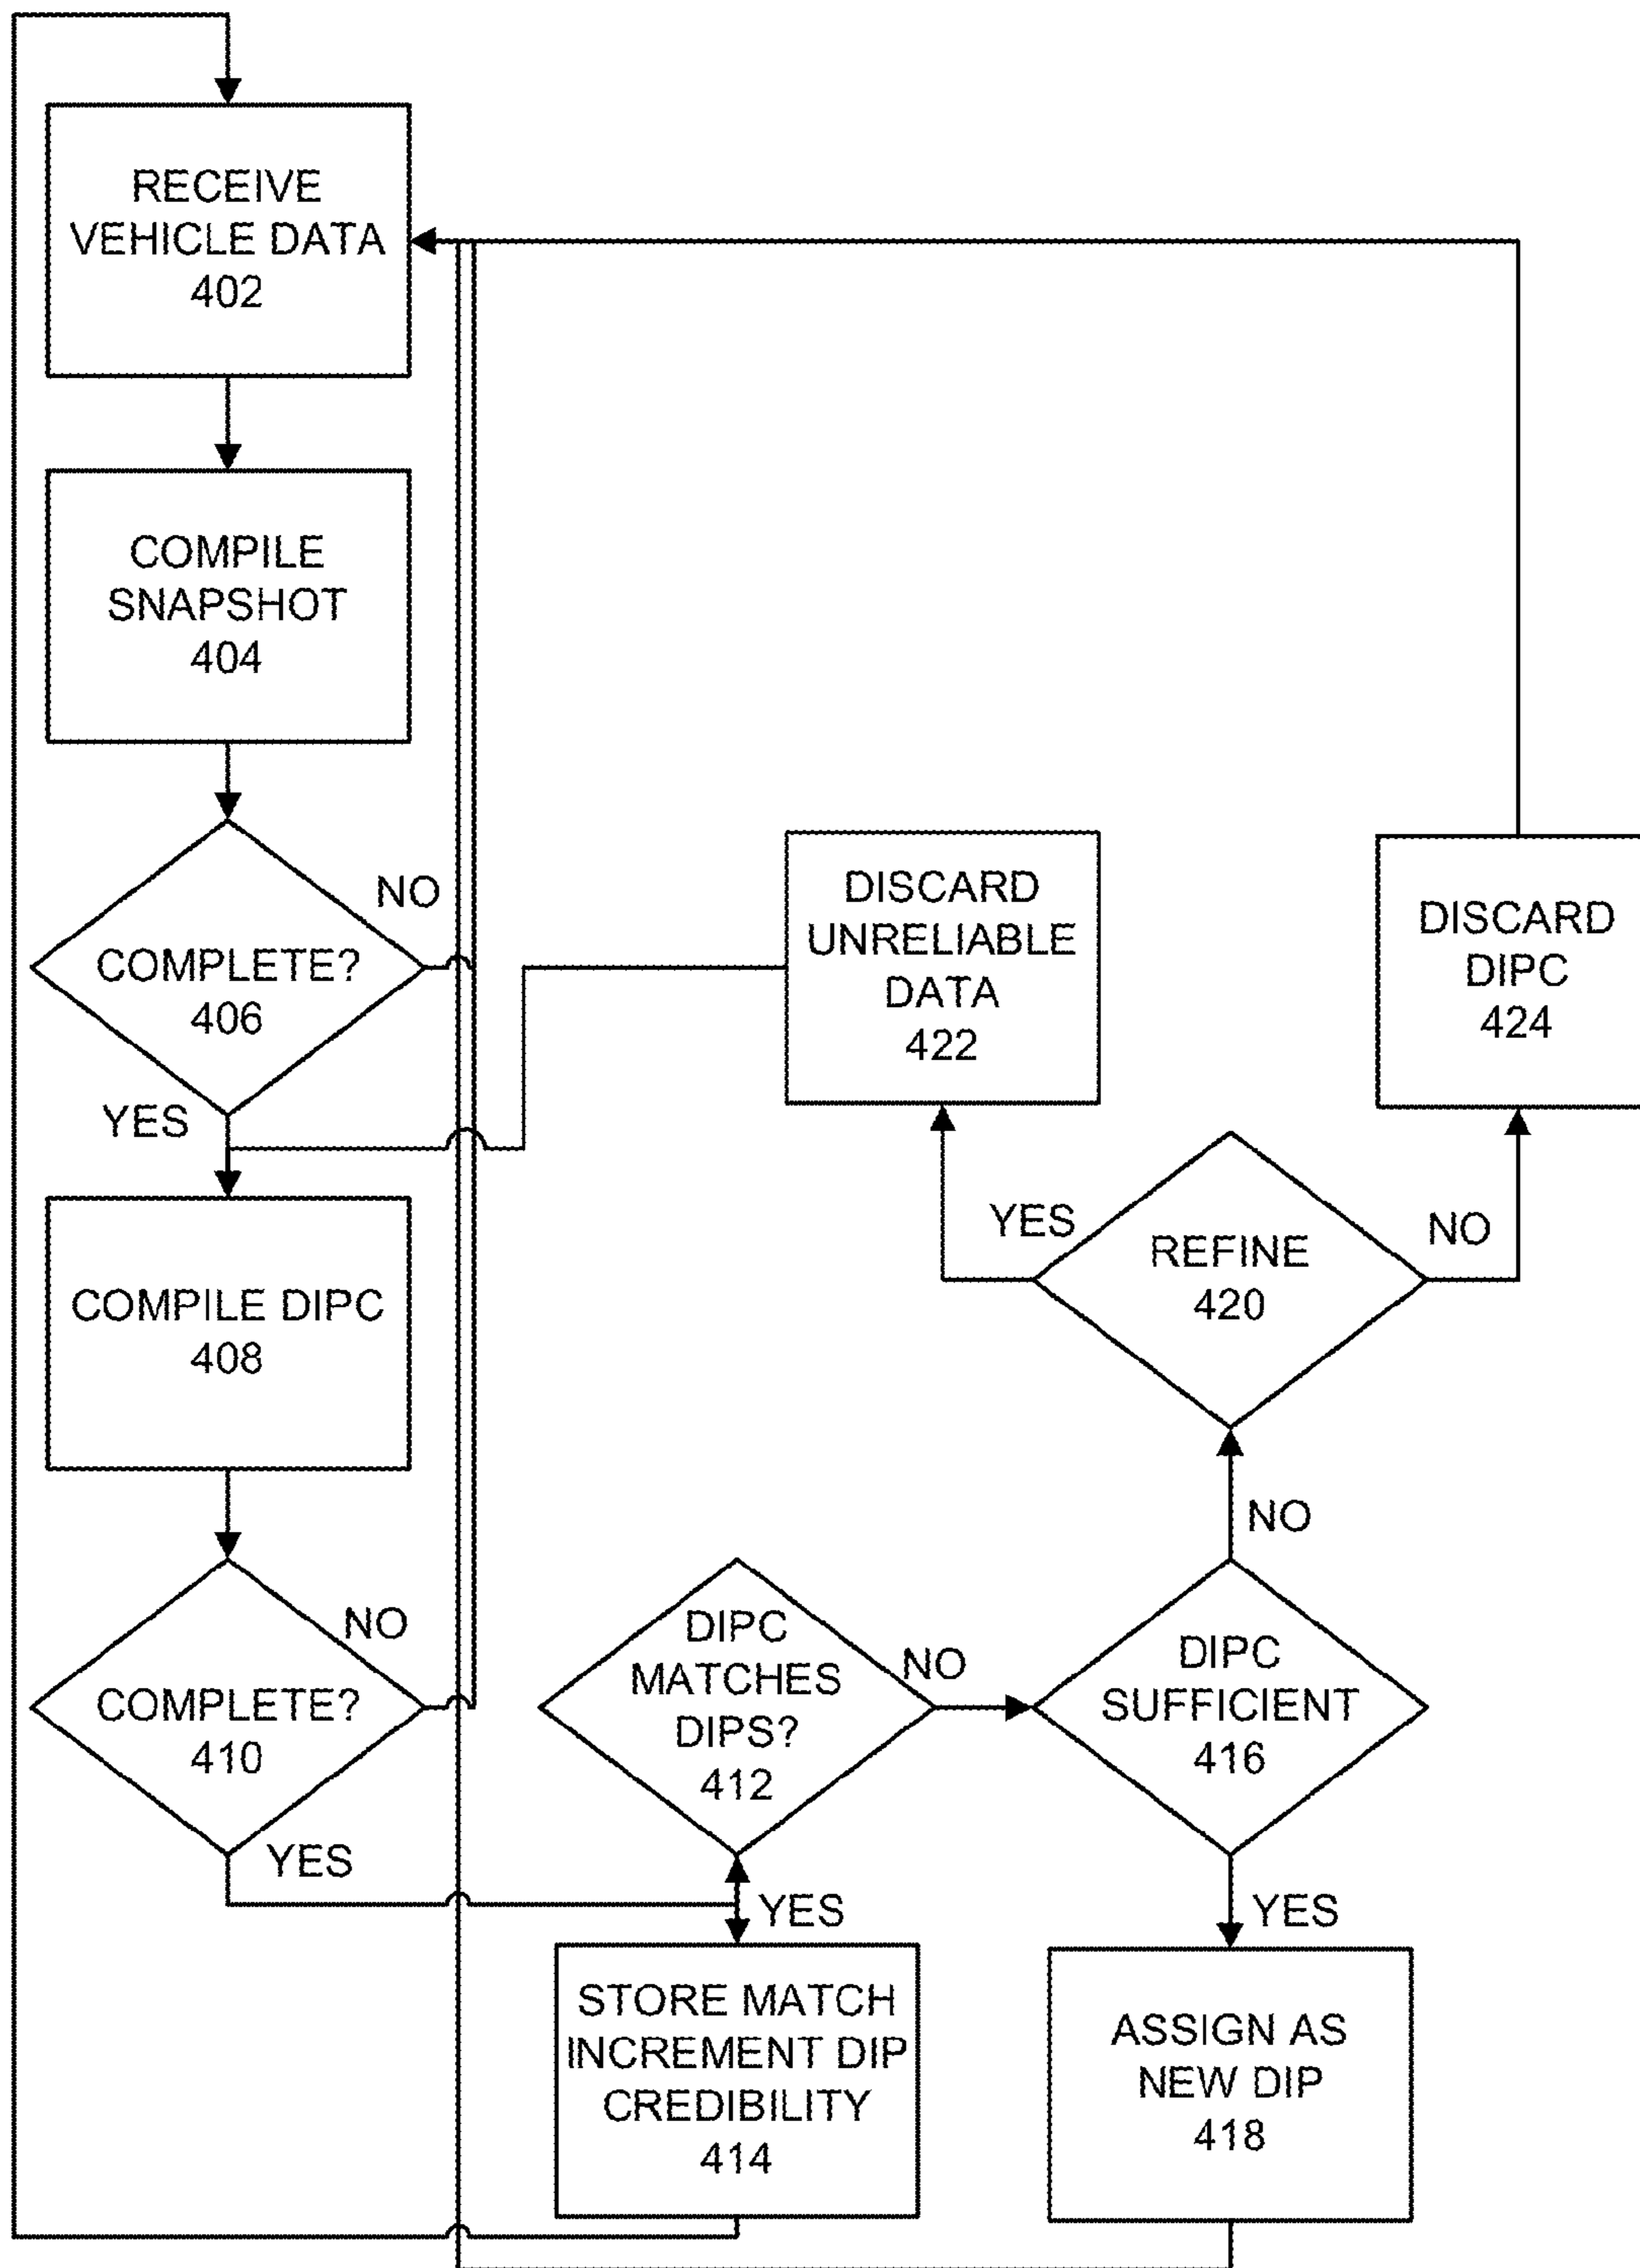 RECEIVE
VEHICLE DATA
402
COMPILE
SNAPSHOT
404
NO
COMPLETE?
406
YES
DISCARD
UNRELIABLE
DATA
422
DISCARD
DIPC
424
COMPILE DIPC
408
YES
REFINE
420
NO
NO
NO
COMPLETE?
410
YES
DIPC
MATCHES
DIPS?
412
NO
DIPC
SUFFICIENT
416
YES
YES
STORE MATCH
INCREMENT DIP
CREDIBILITY
414
ASSIGN AS
NEW DIP
418